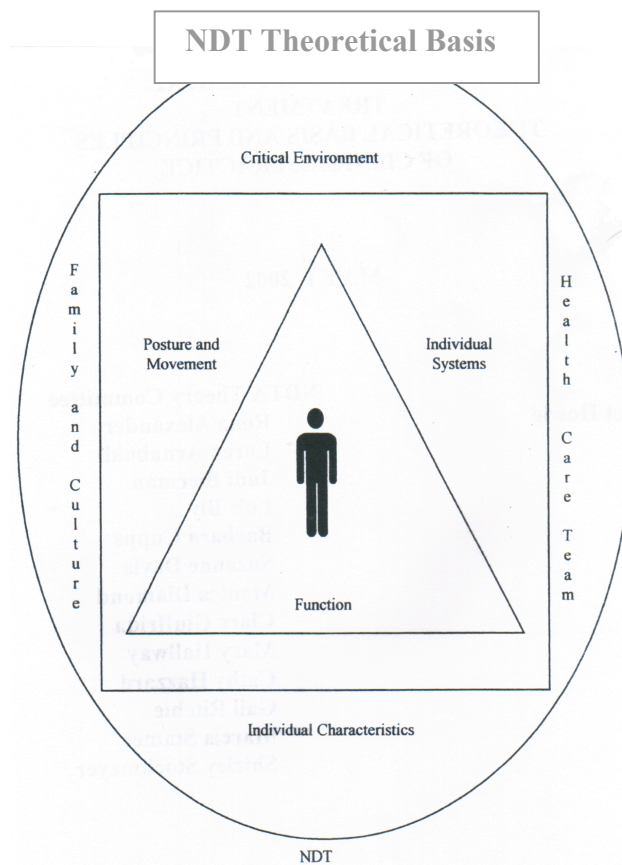 NDT Theoretical Basis
Critical Environment
Family and Culture
Posture and
Movement
Individual
Systems
Health Care Team
Function
Individual Characteristics
NDT